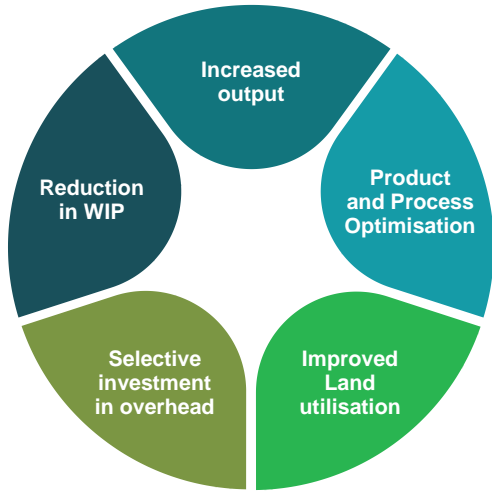 Increased
output
Product
and Process
Optimisation
Improved
Land
utilisation
Selective
investment
in overhead
Reduction
in WIP